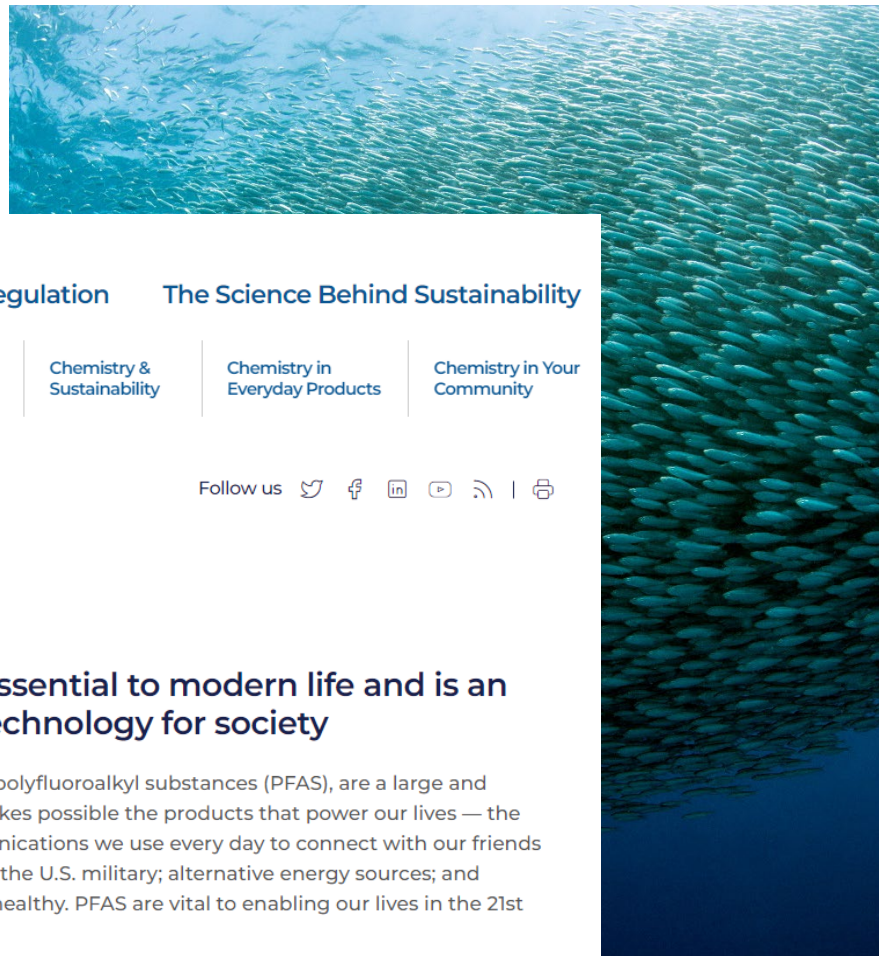 egulation The Science Behind Sustainability
Chemistry & Chemistry in Chemistry in Your
Sustainability Everyday Products Community
Follow us
ssential to modern life and is an
echnology for society
polyfluoroalkyl substances (PFAS), are a large and
kes possible the products that power our lives — the
nications we use every day to connect with our friends
the U.S. military; alternative energy sources; and
healthy. PFAS are vital to enabling our lives in the 21st